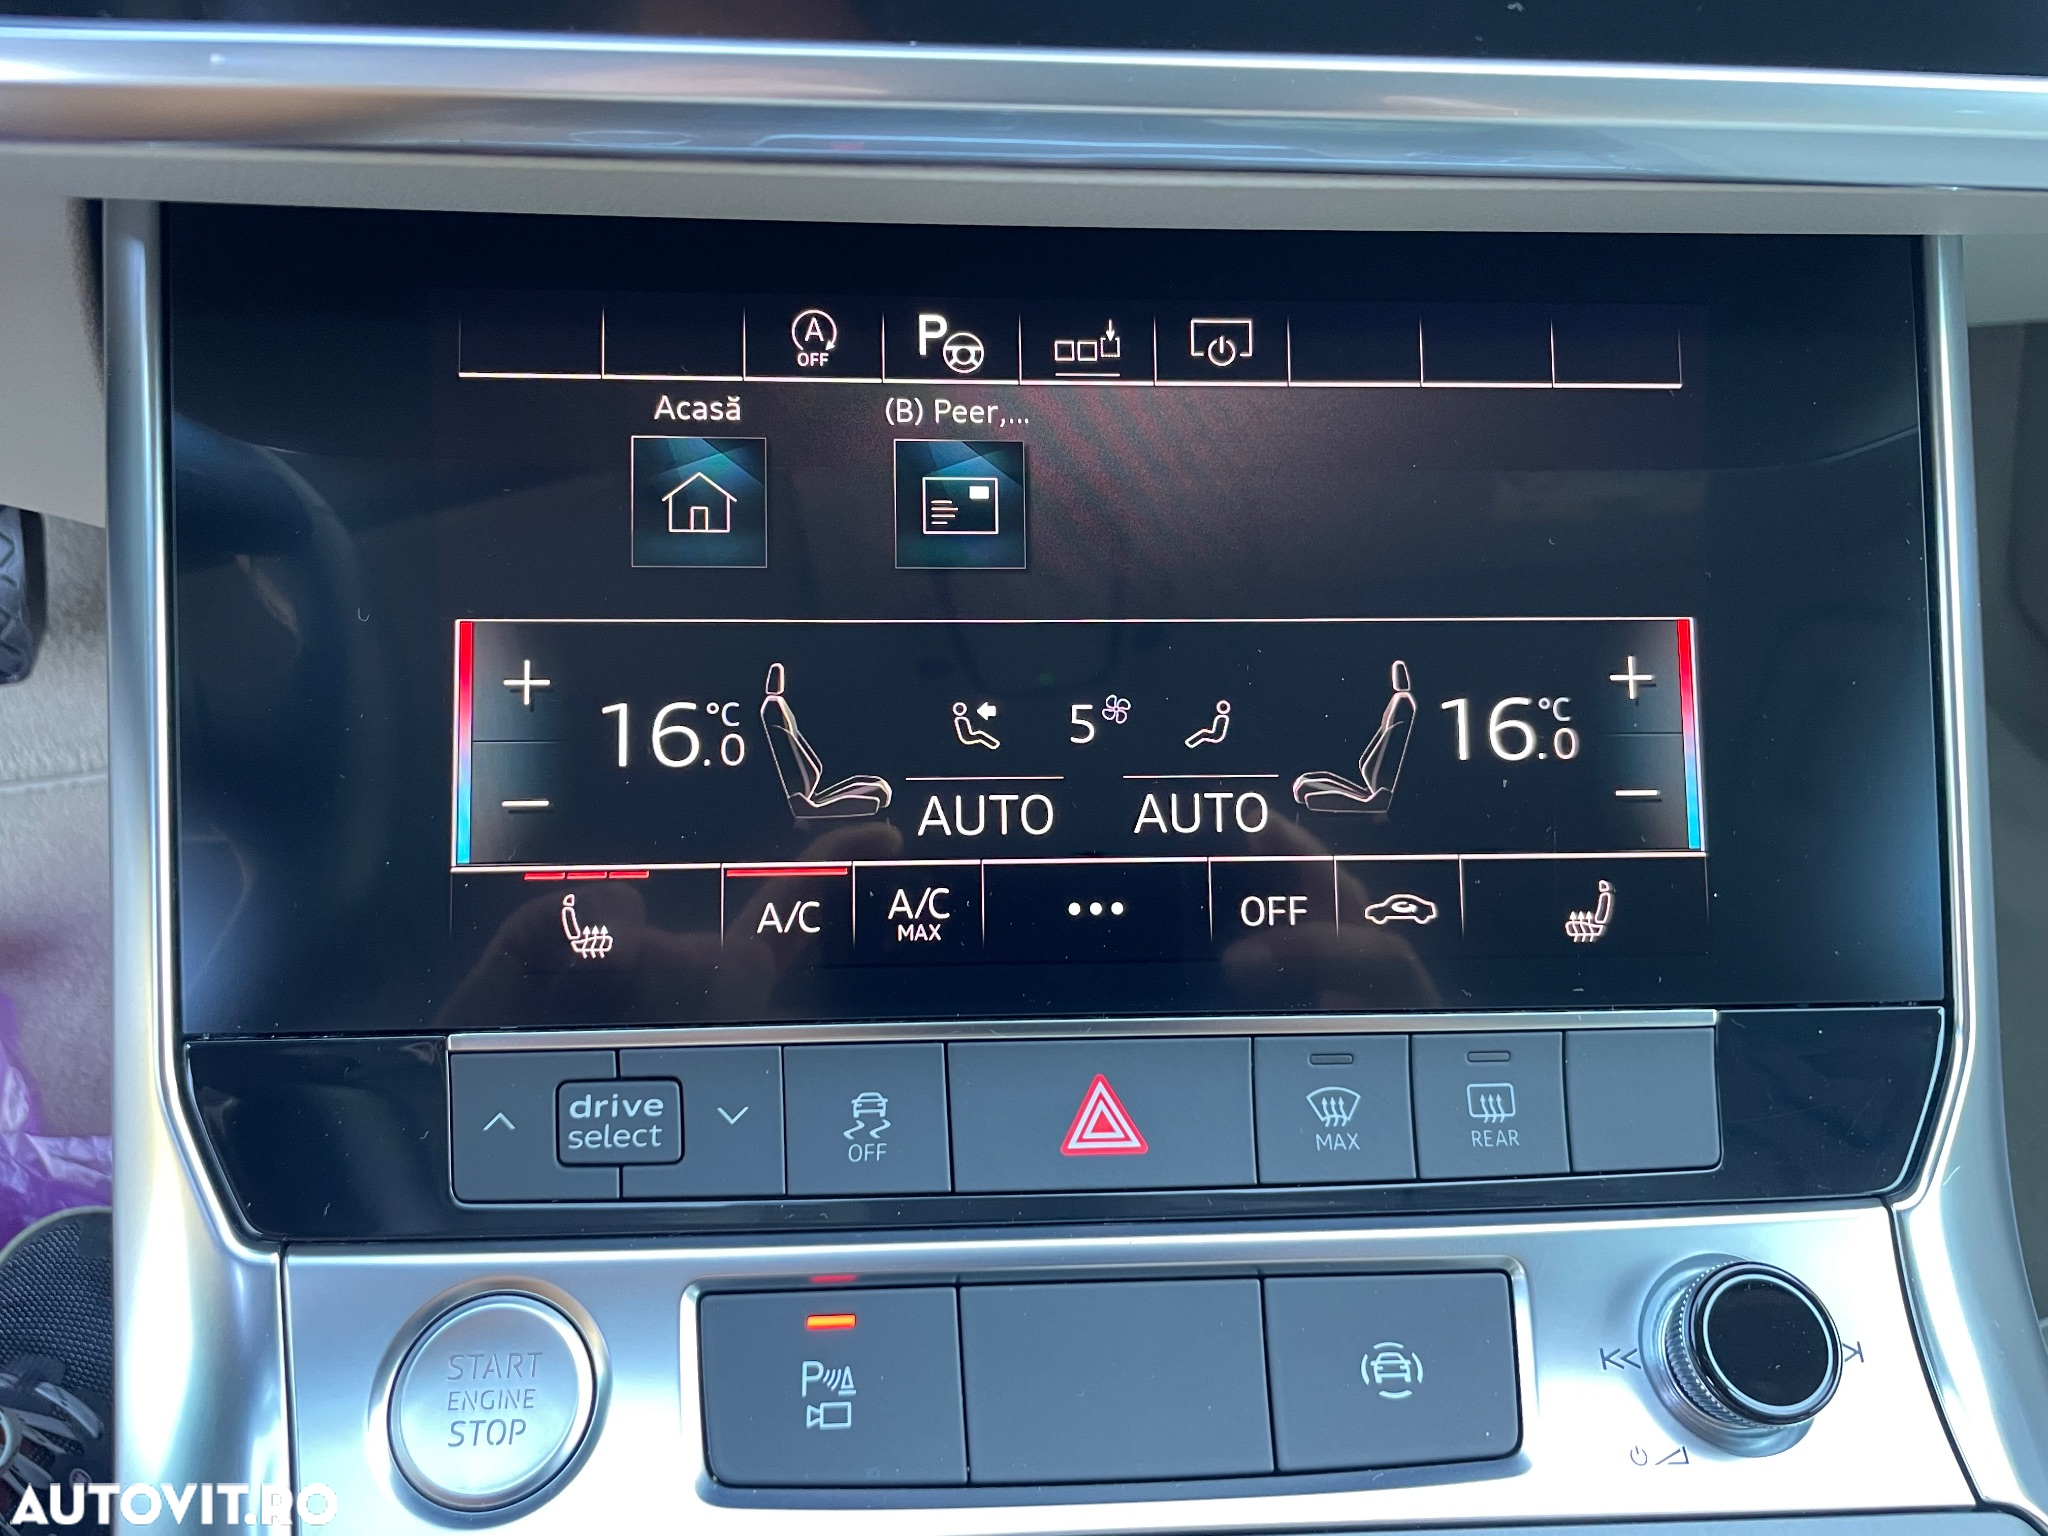 A
OFF
P
Acasă
(B) Peer,...
+ 16.0 °C 5 16.0 °C +
AUTO AUTO
A/C
A/C MAX
...
OFF
drive select
OFF
MAX
REAR
START
ENGINE
STOP
P
AUTOVIT.RO